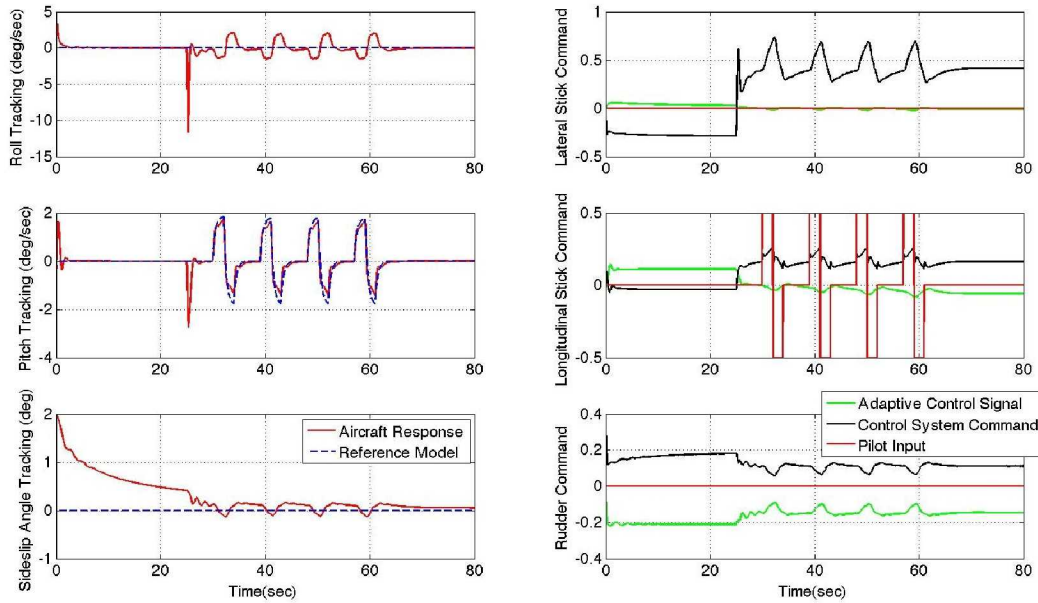 Roll Tracking (deg/sec)
5
0
-5
-10
-15
0 20 40 60 80
Lateral Stick Command
1
0.5
0
-0.5
0 20 40 60 80
Pitch Tracking (deg/sec)
2
0
-2
-4
0 20 40 60 80
Longitudinal Stick Command
0.5
0
-0.5
0 20 40 60 80
Sideslip Angle Tracking (deg)
2
1
0
-1
0 20 40 60 80
Time(sec)
Aircraft Response
Reference Model
Rudder Command
0.4
0.2
0
-0.2
-0.4
0 20 40 60 80
Time(sec)
Adaptive Control Signal
Control System Command
Pilot Input